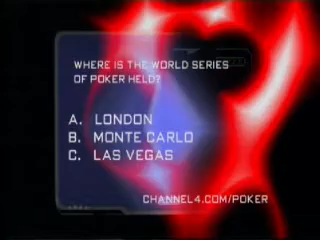 WHERE IS THE WORLD SERIES
OF POKER HELD?
A. LONDON
B. MONTE CARLO
C. LAS VEGAS
CHANNEL4.COM/POKER